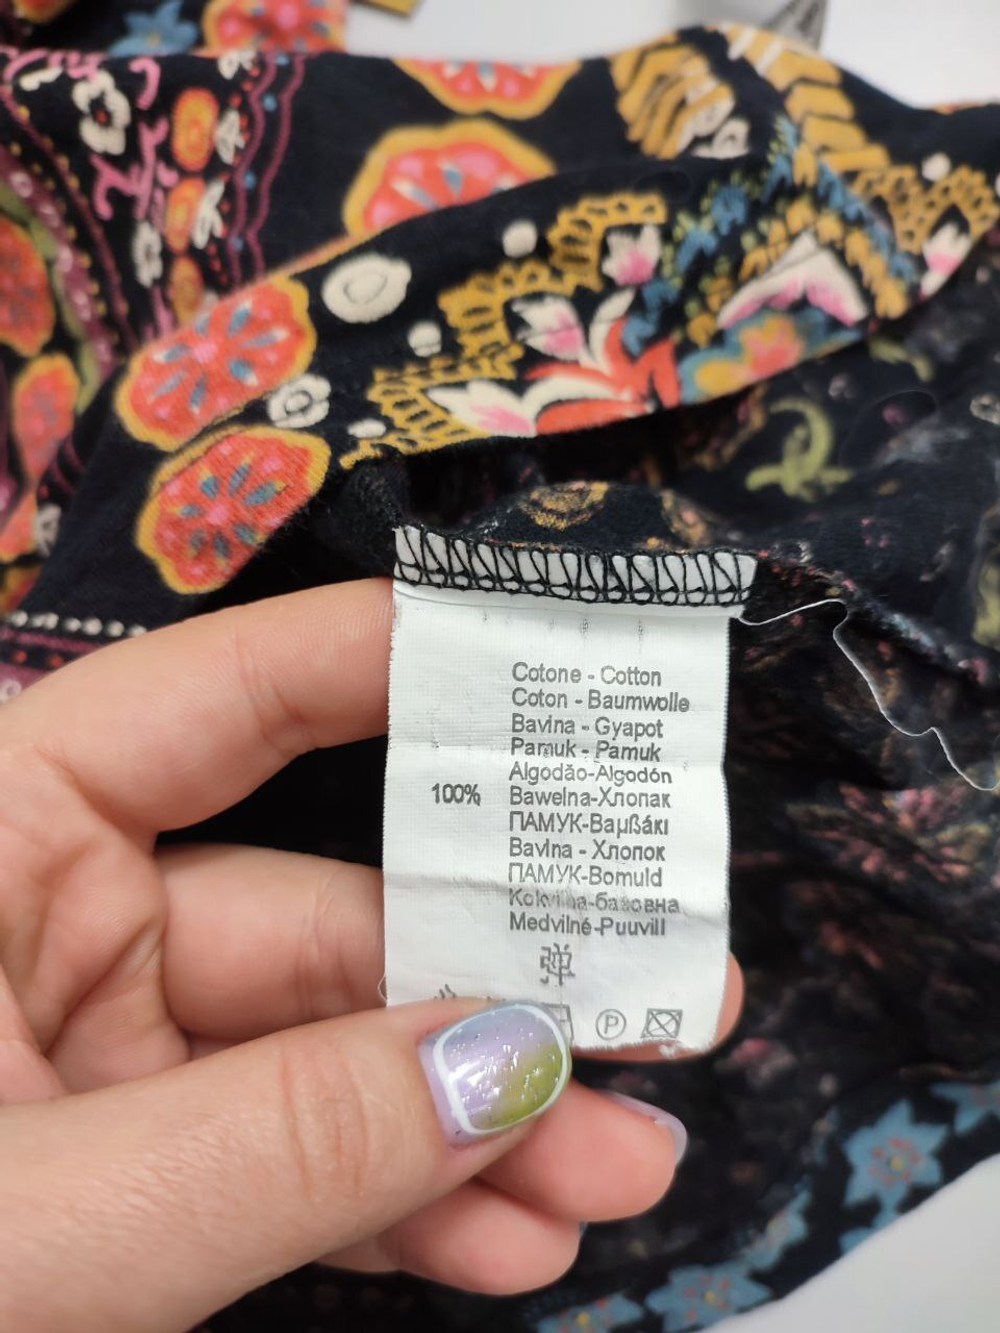 Cotone - Cotton
Coton - Baumwolle
Bavlna - Gyapot
Pamuk - Pamuk
Algodão-Algodón
100% Bawełna-Хлопак
ПАМУК-Βαμβάκι
Bavlna - Хлопок
ПАМУК-Bomuld
Kokvilna-бавовна
Medvilné-Puuvill
P